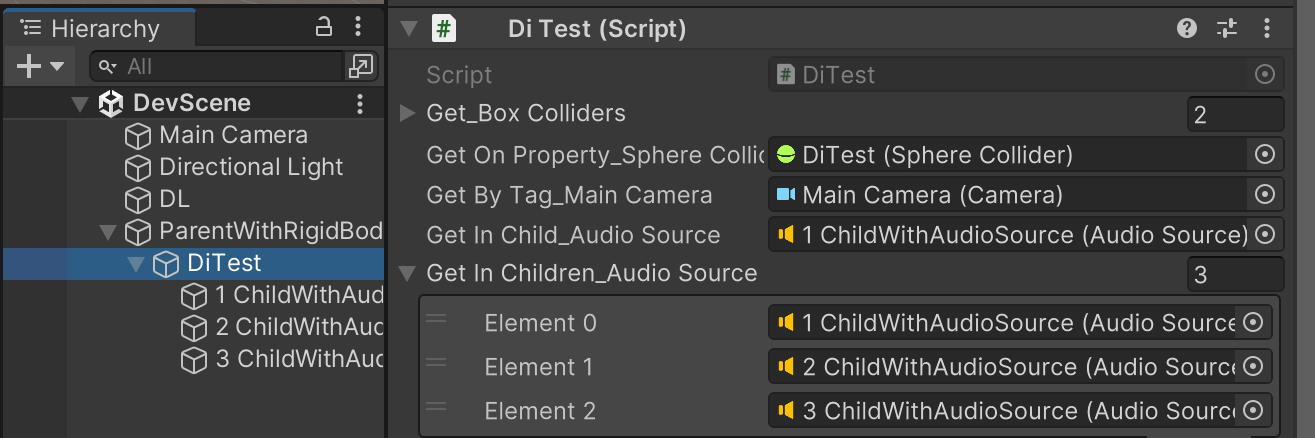 Hierarchy
All
DevScene
Main Camera
Directional Light
DL
ParentWithRigidBod
DiTest
1 ChildWithAud
2 ChildWithAud
3 ChildWithAud
# Di Test (Script)
Script # DiTest
Get_Box Colliders 2
Get On Property_Sphere Collid DiTest (Sphere Collider)
Get By Tag_Main Camera Main Camera (Camera)
Get In Child_Audio Source 1 ChildWithAudioSource (Audio Source)
Get In Children_Audio Source 3
Element 0 1 ChildWithAudioSource (Audio Source
Element 1 2 ChildWithAudioSource (Audio Source
Element 2 3 ChildWithAudioSource (Audio Source